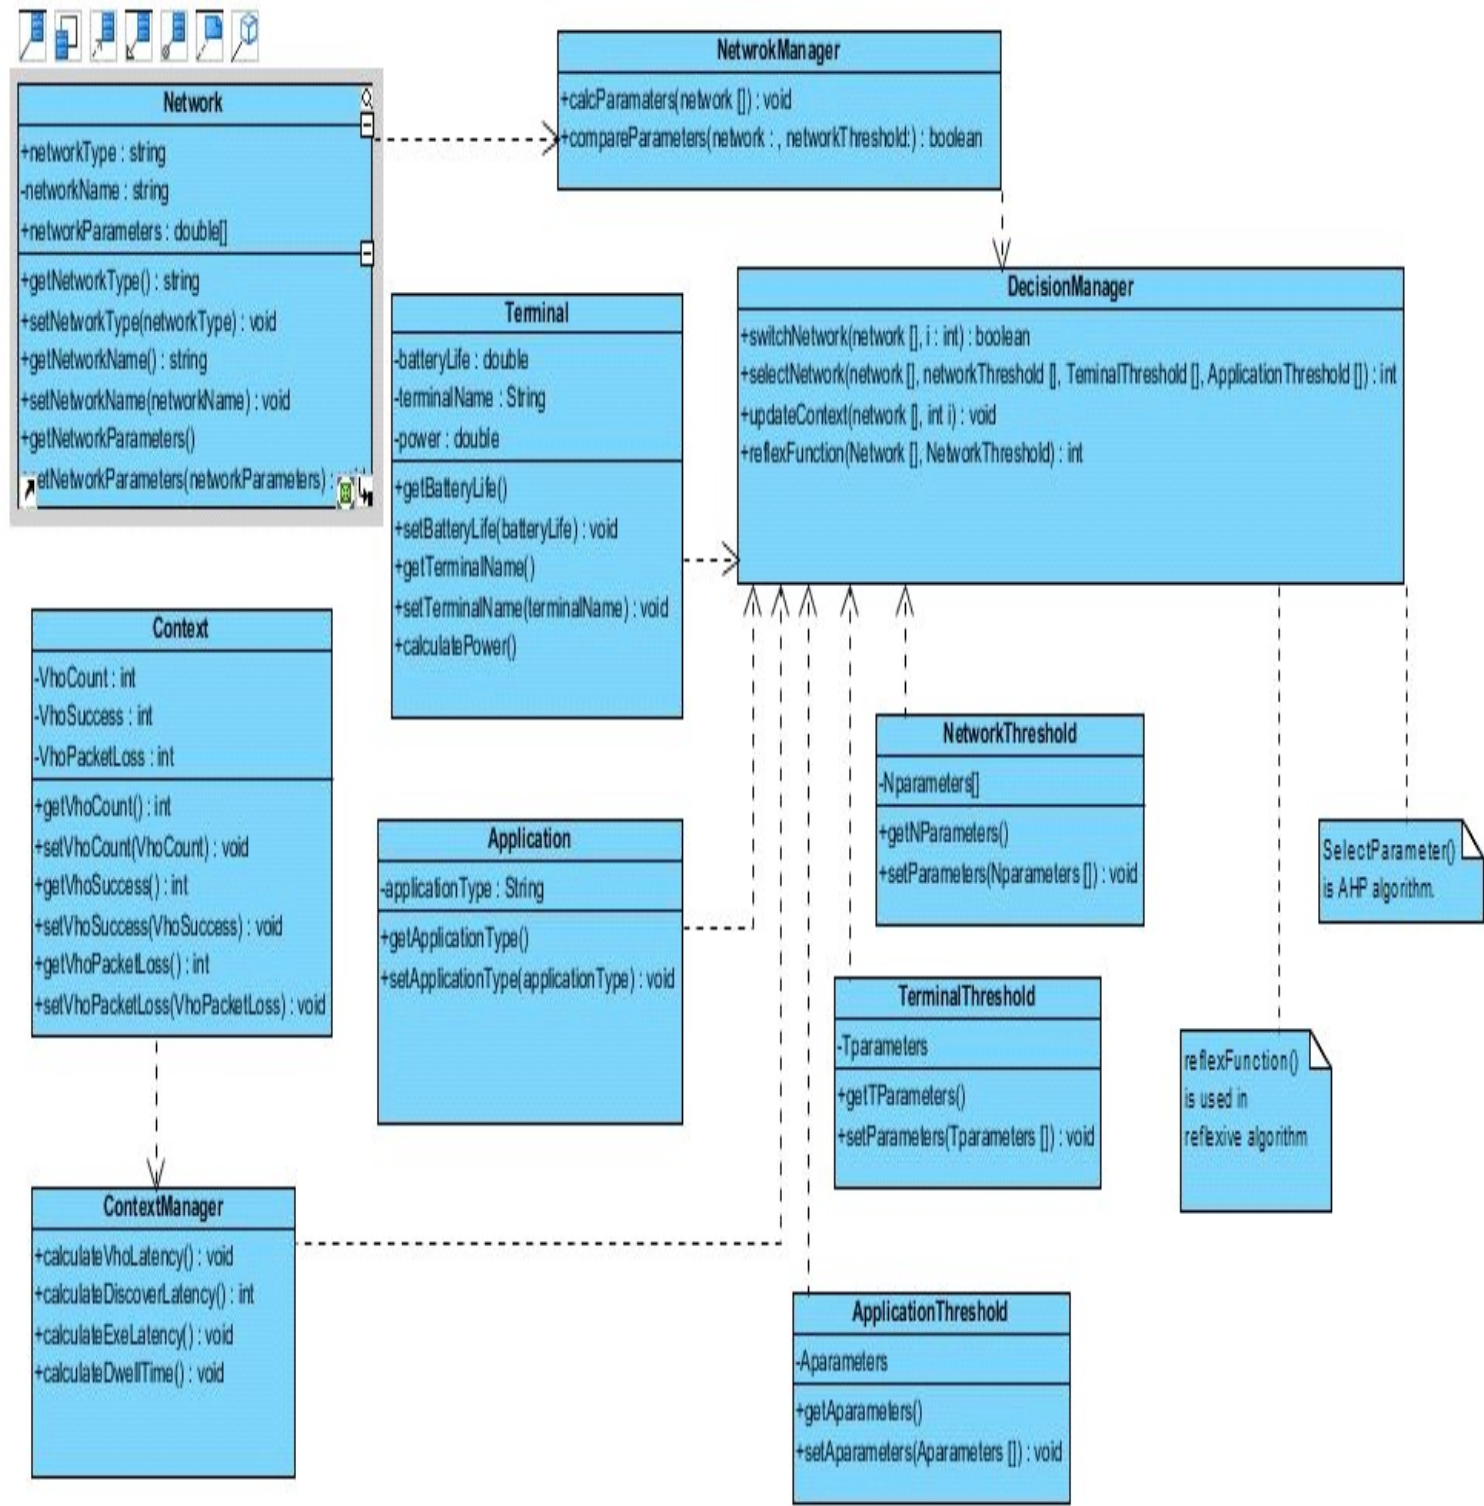 Network
+networkType : string
-networkName : string
+networkParameters : double[]
+getNetworkType() : string
+setNetworkType(networkType) : void
+getNetworkName() : string
+setNetworkName(networkName) : void
+getNetworkParameters()
etNetworkParameters(networkParameters) :
NetwrokManager
+calcParamaters(network []) : void
+compareParameters(network : , networkThreshold:) : boolean
Terminal
-batteryLife : double
-terminalName : String
-power : double
+getBatteryLife()
+setBatteryLife(batteryLife) : void
+getTerminalName()
+setTerminalName(terminalName) : void
+calculatePower()
DecisionManager
+switchNetwork(network [], i : int) : boolean
+selectNetwork(network [], networkThreshold [], TeminalThreshold [], ApplicationThreshold []) : int
+updateContext(network [], int i) : void
+reflexFunction(Network [], NetworkThreshold) : int
Context
-VhoCount : int
-VhoSuccess : int
-VhoPacketLoss : int
+getVhoCount() : int
+setVhoCount(VhoCount) : void
+getVhoSuccess() : int
+setVhoSuccess(VhoSuccess) : void
+getVhoPacketLoss() : int
+setVhoPacketLoss(VhoPacketLoss) : void
Application
-applicationType : String
+getApplicationType()
+setApplicationType(applicationType) : void
NetworkThreshold
-Nparameters[]
+getNParameters()
+setParameters(Nparameters []) : void
SelectParameter()
is AHP algorithm.
TerminalThreshold
-Tparameters
+getTParameters()
+setParameters(Tparameters []) : void
reflexFunction()
is used in
reflexive algorithm
ContextManager
+calculateVhoLatency() : void
+calculateDiscoverLatency() : int
+calculateExeLatency() : void
+calculateDwellTime() : void
ApplicationThreshold
-Aparameters
+getAparameters()
+setAparameters(Aparameters []) : void